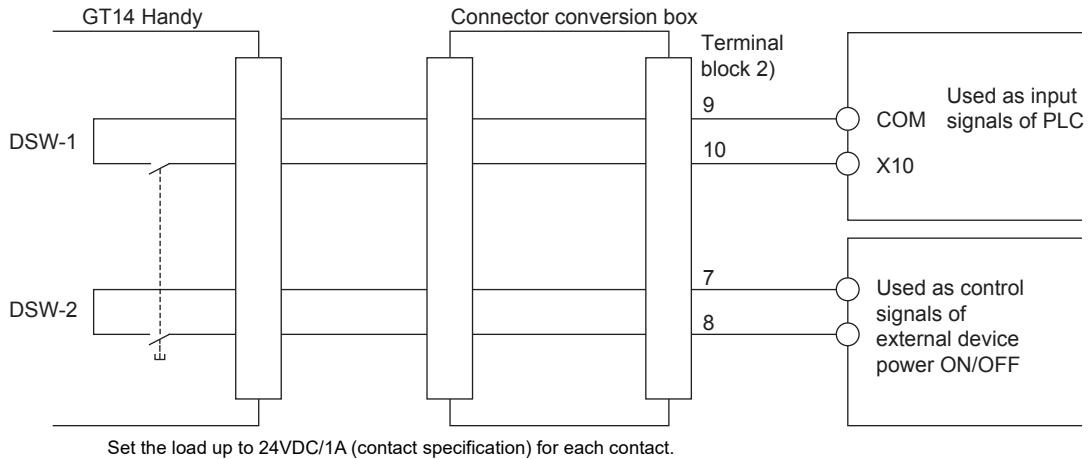 GT14 Handy
Connector conversion box
Terminal
block 2)
DSW-1
9
10
COM
X10
Used as input
signals of PLC
DSW-2
7
8
Used as control
signals of
external device
power ON/OFF
Set the load up to 24VDC/1A (contact specification) for each contact.